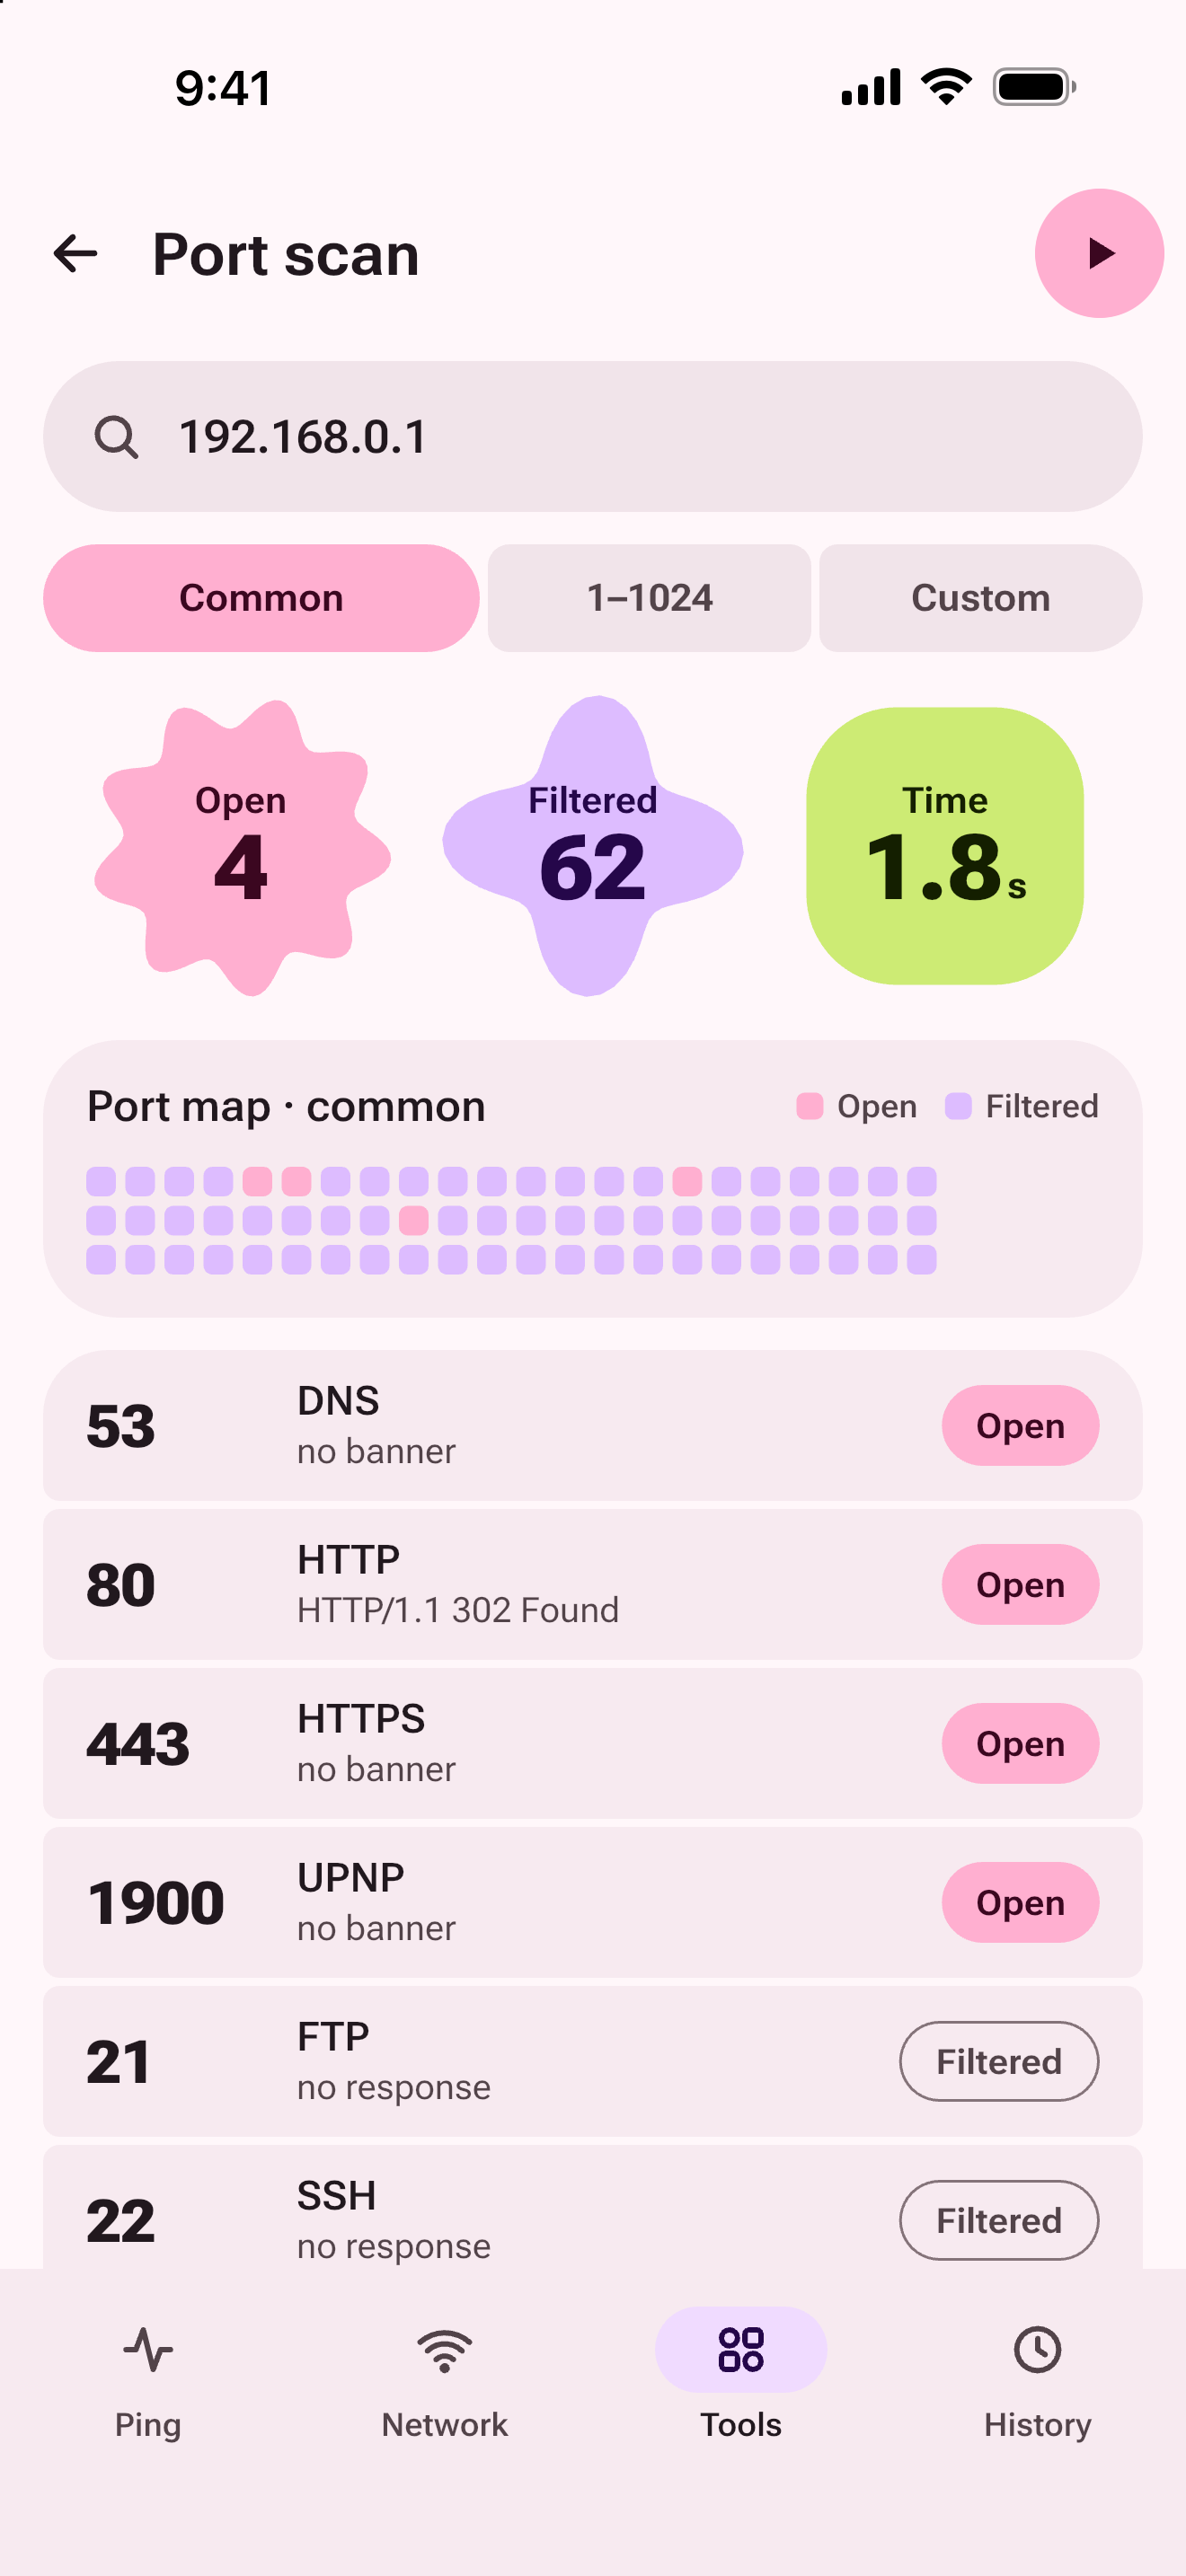 9:41
Port scan
192.168.0.1
Common
1–1024
Custom
Open
4
Filtered
62
Time
1.8 s
Port map · common
Open
Filtered
53
DNS
no banner
Open
80
HTTP
HTTP/1.1 302 Found
Open
443
HTTPS
no banner
Open
1900
UPNP
no banner
Open
21
FTP
no response
Filtered
22
SSH
no response
Filtered
Ping
Network
Tools
History